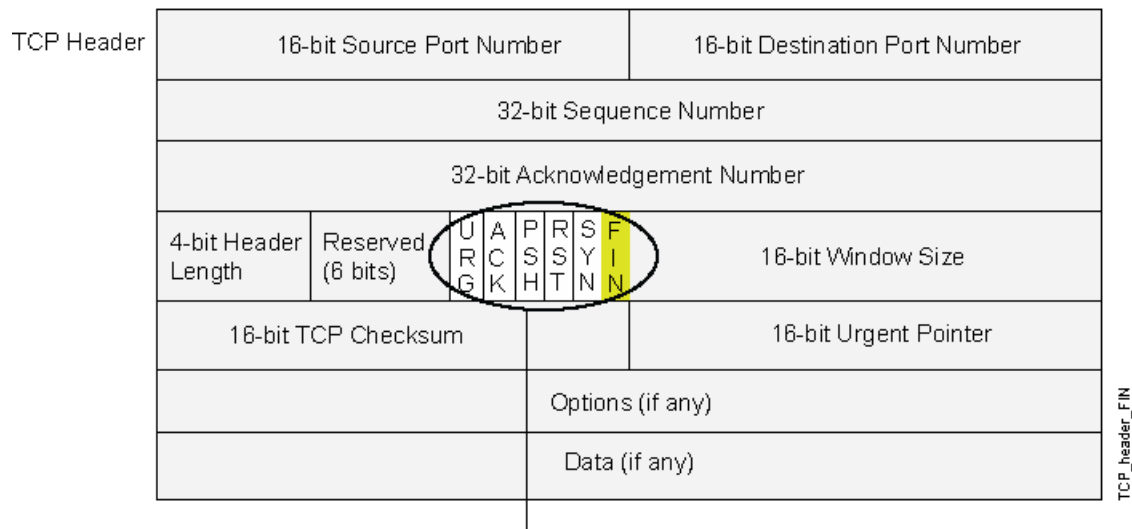 TCP Header
16-bit Source Port Number
16-bit Destination Port Number
32-bit Sequence Number
32-bit Acknowledgement Number
4-bit Header
Length
Reserved
(6 bits)
URG
ACK
PSH
RST
SYN
FIN
16-bit Window Size
16-bit TCP Checksum
16-bit Urgent Pointer
Options (if any)
Data (if any)
TCP_header_FIN